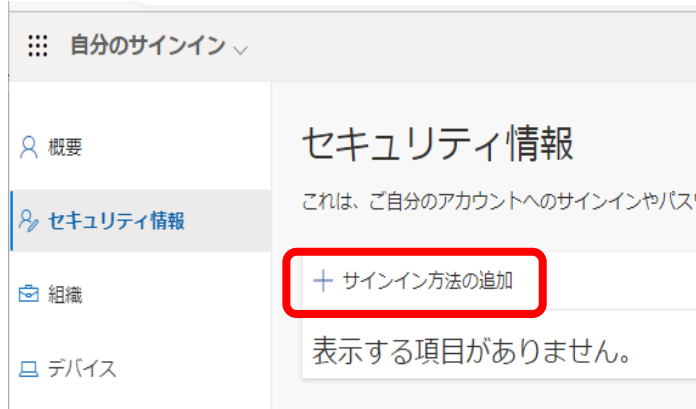 自分のサインイン
概要
セキュリティ情報
組織
デバイス
セキュリティ情報
これは、ご自分のアカウントへのサインインやパス
+ サインイン方法の追加
表示する項目がありません。